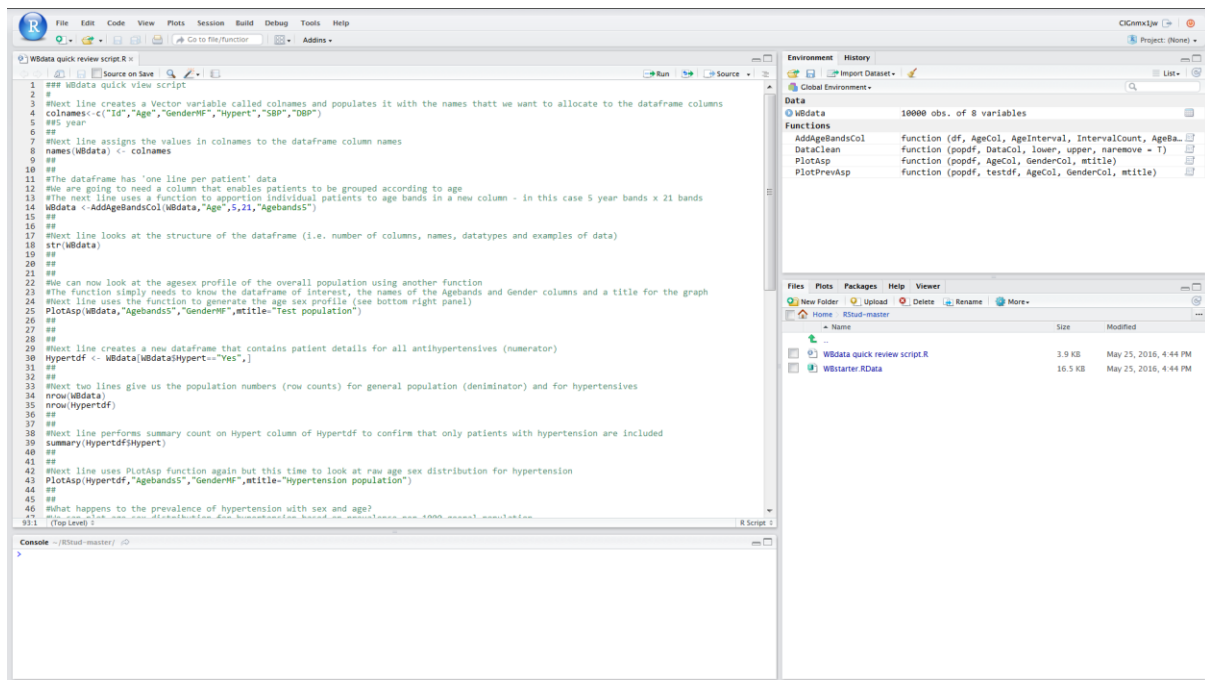 File Edit Code View Plots Session Build Debug Tools Help
ClGnmx1jw
Go to file/function
Addins
Project: (None)
WBdata quick review script.R
Source on Save
Run
Source
1 ### WBdata quick view script
2 #
3 #Next line creates a Vector variable called colnames and populates it with the names thatt we want to allocate to the dataframe columns
4 colnames<-c("Id","Age","GenderMF","Hypert","SBP","DBP")
5 ##5 year
6 ##
7 #Next line assigns the values in colnames to the dataframe column names
8 names(WBdata) <- colnames
9 ##
10 ##
11 #The dataframe has 'one line per patient' data
12 #We are going to need a column that enables patients to be grouped according to age
13 #The next line uses a function to apportion individual patients to age bands in a new column - in this case 5 year bands x 21 bands
14 WBdata <-AddAgeBandsCol(WBdata,"Age",5,21,"Agebands5")
15 ##
16 ##
17 #Next line looks at the structure of the dataframe (i.e. number of columns, names, datatypes and examples of data)
18 str(WBdata)
19 ##
20 ##
21 ##
22 #We can now look at the agesex profile of the overall population using another function
23 #The function simply needs to know the dataframe of interest, the names of the Agebands and Gender columns and a title for the graph
24 #Next line uses the function to generate the age sex profile (see bottom right panel)
25 PlotAsp(WBdata,"Agebands5","GenderMF",mtitle="Test population")
26 ##
27 ##
28 ##
29 #Next line creates a new dataframe that contains patient details for all antihypertensives (numerator)
30 Hypertdf <- WBdata[WBdata$Hypert=="Yes",]
31 ##
32 ##
33 #Next two lines give us the population numbers (row counts) for general population (deniminator) and for hypertensives
34 nrow(WBdata)
35 nrow(Hypertdf)
36 ##
37 ##
38 #Next line performs summary count on Hypert column of Hypertdf to confirm that only patients with hypertension are included
39 summary(Hypertdf$Hypert)
40 ##
41 ##
42 #Next line uses PLotAsp function again but this time to look at raw age sex distribution for hypertension
43 PlotAsp(Hypertdf,"Agebands5","GenderMF",mtitle="Hypertension population")
44 ##
45 ##
46 #What happens to the prevalence of hypertension with sex and age?
93:1 (Top Level)
R Script
Console ~/RStud-master/
>
Environment History
Import Dataset
List
Global Environment
Data
WBdata 10000 obs. of 8 variables
Functions
AddAgeBandsCol function (df, AgeCol, AgeInterval, IntervalCount, AgeBa…
DataClean function (popdf, DataCol, lower, upper, naremove = T)
PlotAsp function (popdf, AgeCol, GenderCol, mtitle)
PlotPrevAsp function (popdf, testdf, AgeCol, GenderCol, mtitle)
Files Plots Packages Help Viewer
New Folder Upload Delete Rename More
Home RStud-master
Name Size Modified
..
WBdata quick review script.R 3.9 KB May 25, 2016, 4:44 PM
WBstarter.RData 16.5 KB May 25, 2016, 4:44 PM